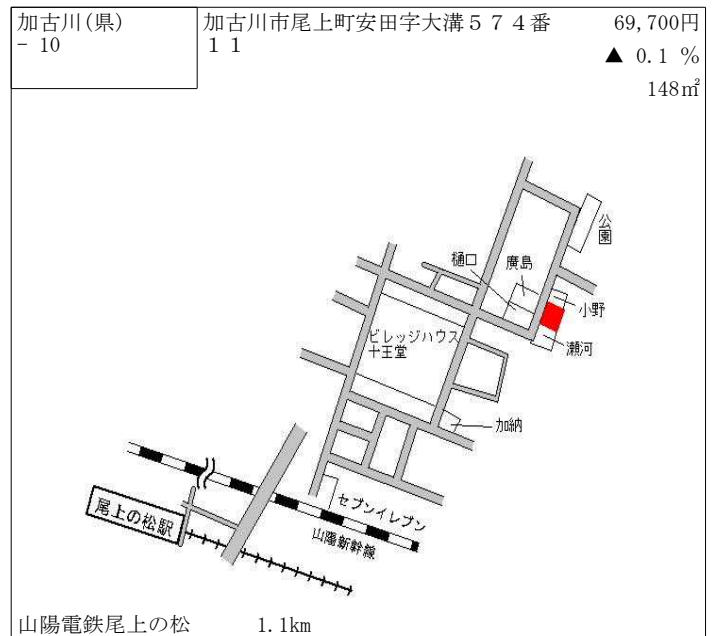 加古川(県)
- 10
加古川市尾上町安田字大溝５７４番
１１
69,700円
▲ 0.1 %
148㎡
公園
樋口
廣島
小野
瀬河
ビレッジハウス
十王堂
加納
セブンイレブン
尾上の松駅
山陽新幹線
山陽電鉄尾上の松 1.1km